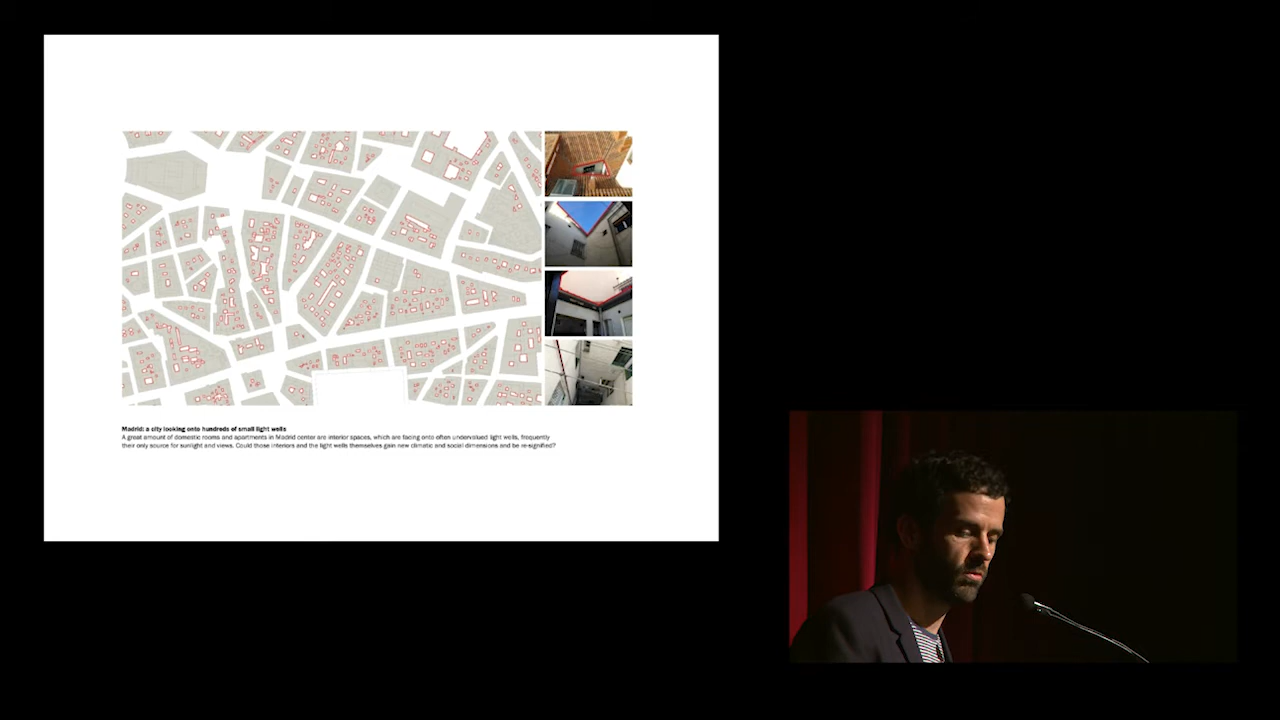 Madrid: a city looking onto hundreds of small light wells
A great amount of domestic rooms and apartments in Madrid center are interior spaces, which are facing onto often undervalued light wells, frequently
their only source for sunlight and views. Could those interiors and the light wells themselves gain new climatic and social dimensions and be re-signified?